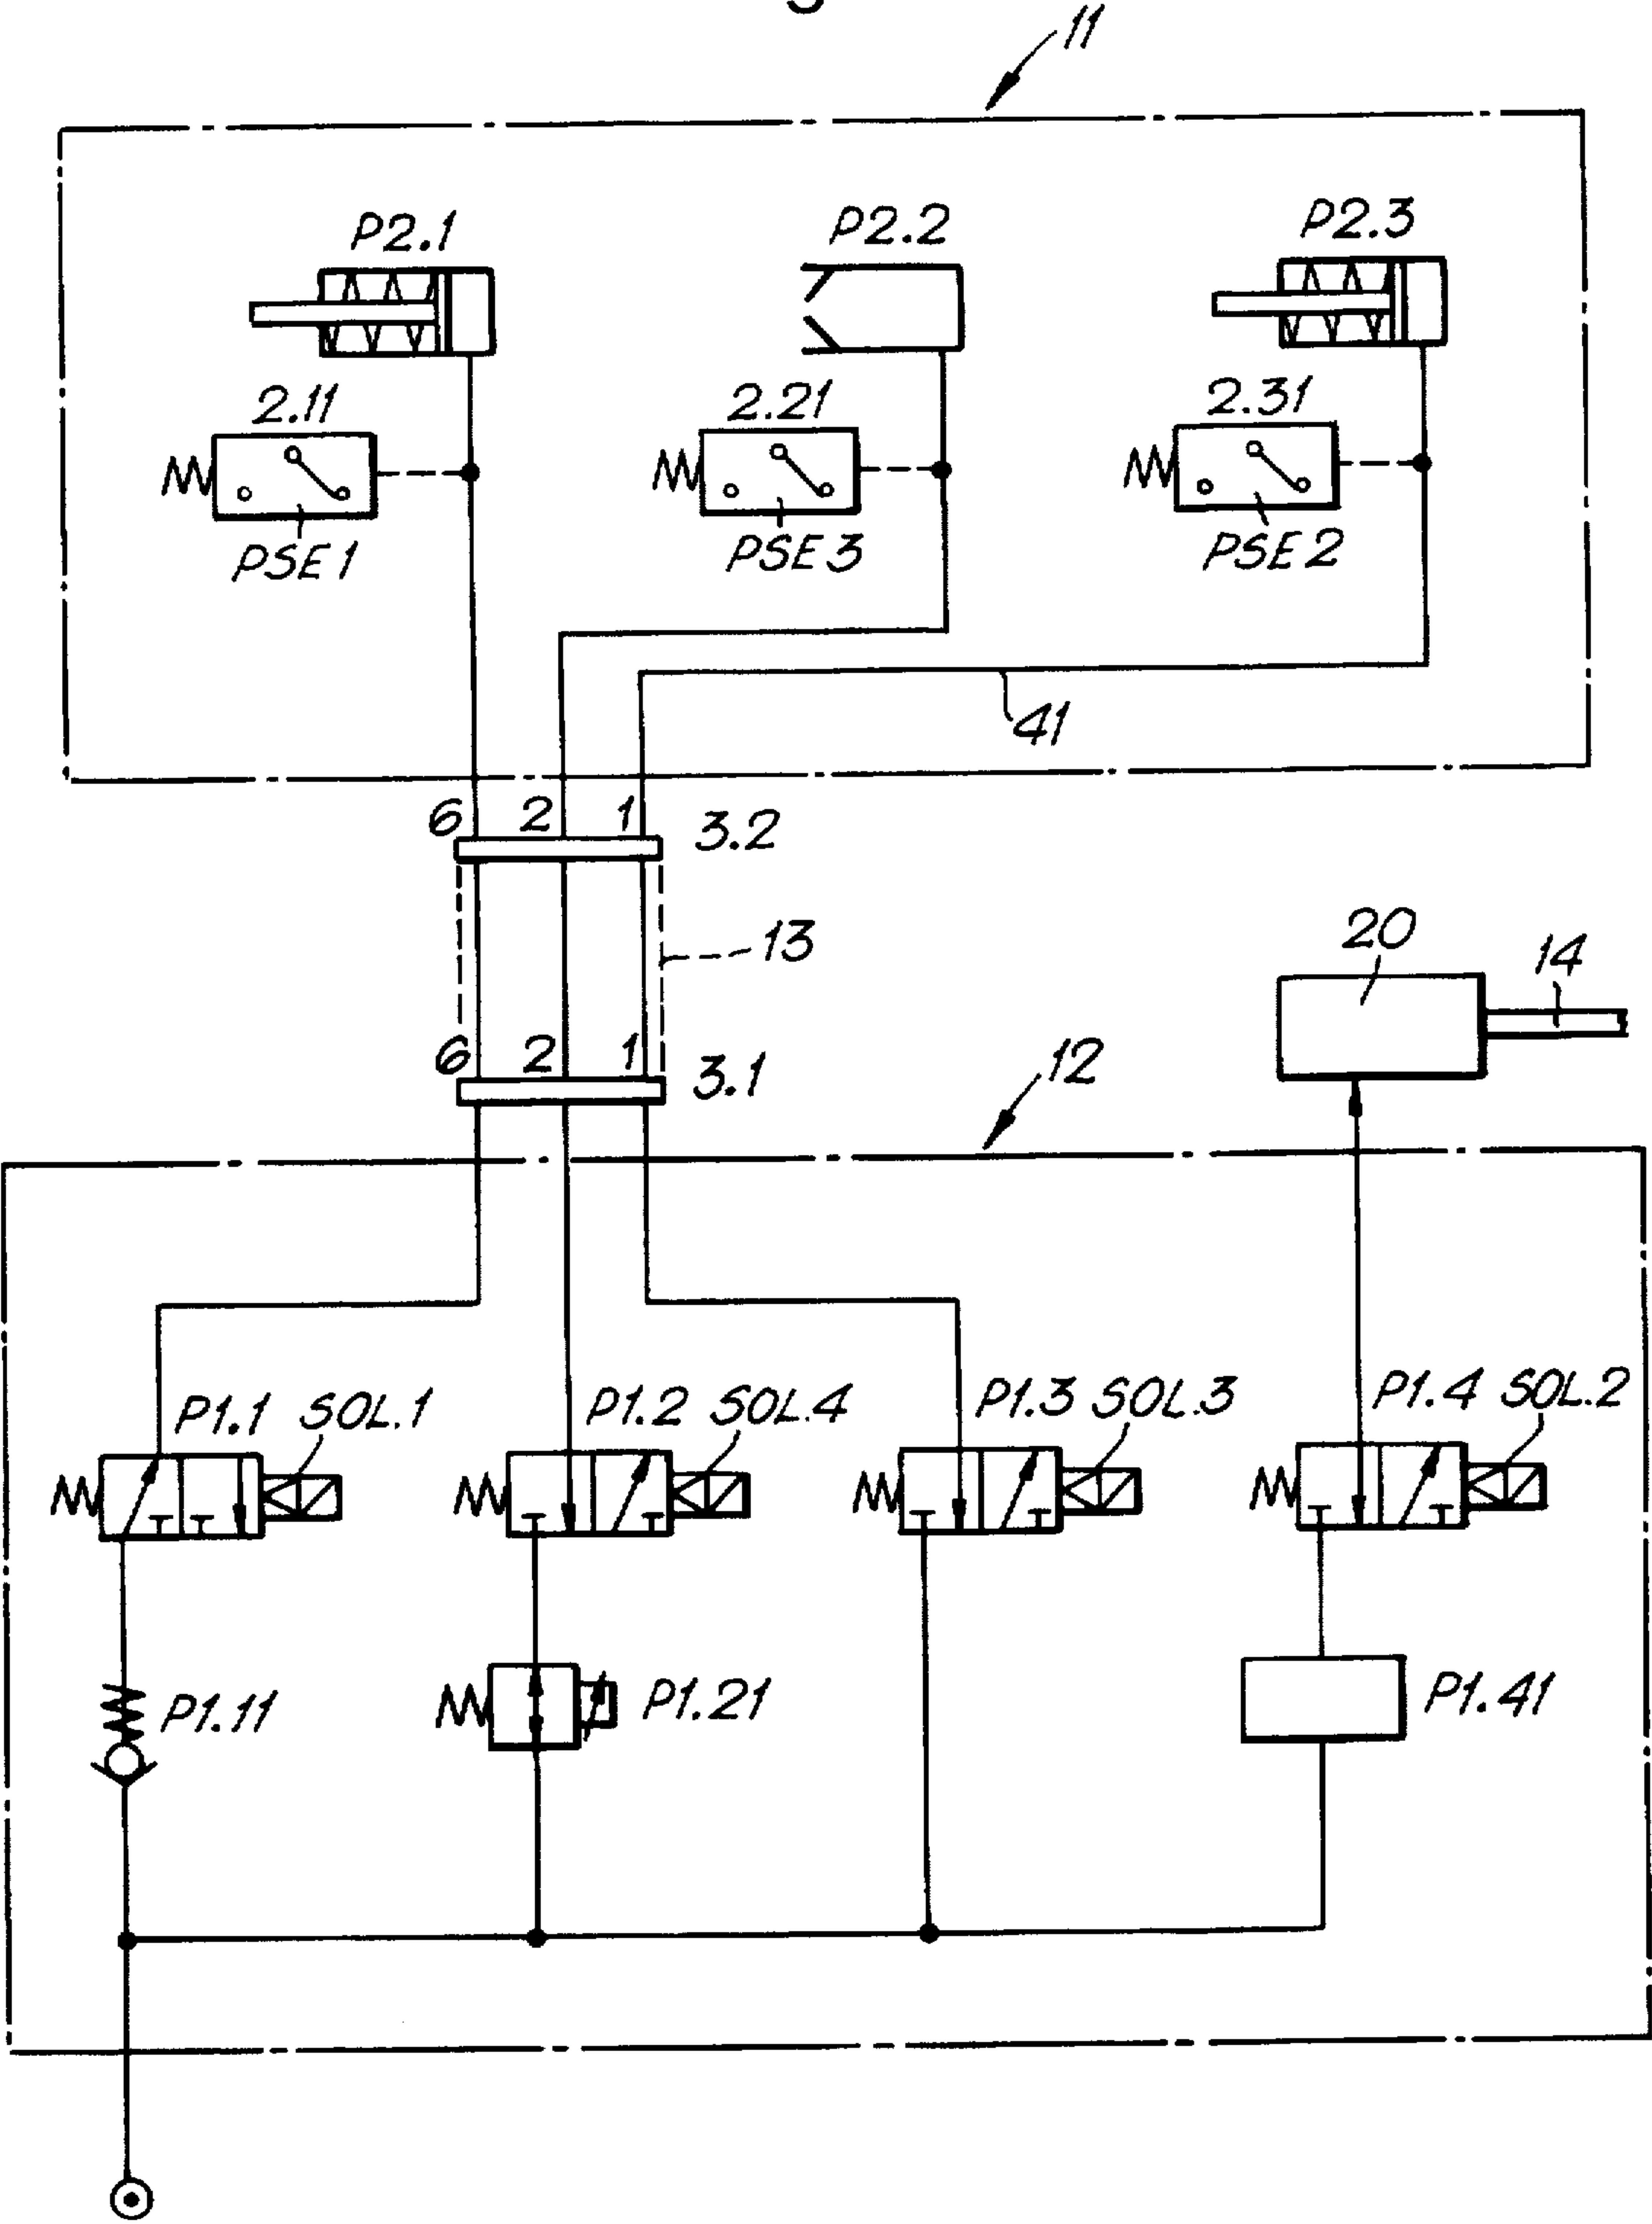 11
P2.1 P2.2 P2.3
2.11 2.21 2.31
PSE1 PSE3 PSE2
41
6 2 1 3.2
13
20 14
6 2 1 3.1
12
P1.1 SOL.1 P1.2 SOL.4 P1.3 SOL.3 P1.4 SOL.2
P1.11 P1.21 P1.41